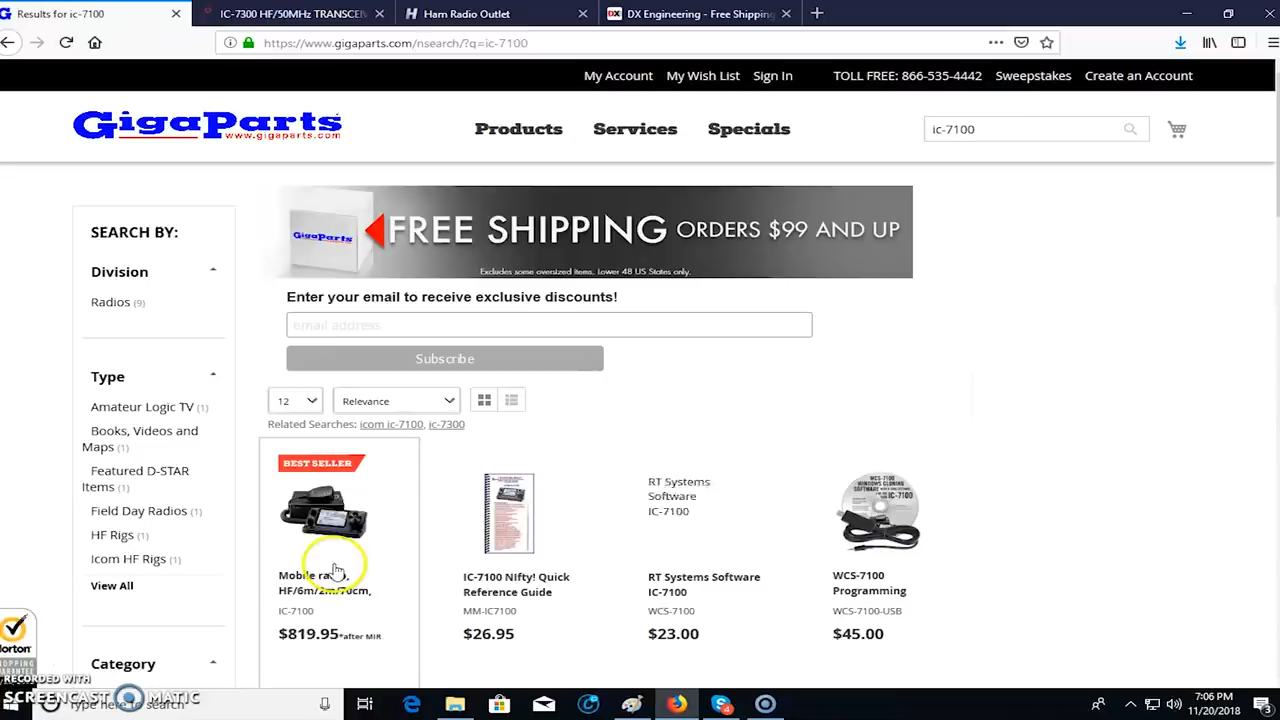 Results for ic-7100
IC-7300 HF/50MHz TRANSCEIV
Ham Radio Outlet
DX Engineering - Free Shipping
https://www.gigaparts.com/nsearch/?q=ic-7100
My Account My Wish List Sign In TOLL FREE: 866-535-4442 Sweepstakes Create an Account
GigaParts
www.gigaparts.com
Products Services Specials
ic-7100
SEARCH BY:
Division
Radios (9)
Type
Amateur Logic TV (1)
Books, Videos and
Maps (1)
Featured D-STAR
Items (1)
Field Day Radios (1)
HF Rigs (1)
Icom HF Rigs (1)
View All
Category
GigaParts
FREE SHIPPING ORDERS $99 AND UP
Excludes some oversized items. Lower 48 US States only.
Enter your email to receive exclusive discounts!
email address
Subscribe
12
Relevance
Related Searches: icom ic-7100, ic-7300
BEST SELLER
Mobile
HF/6m/2m/70cm,
IC-7100
$819.95 *after MIR
IC-7100 NIfty! Quick
Reference Guide
MM-IC7100
$26.95
RT Systems
Software
IC-7100
RT Systems Software
IC-7100
WCS-7100
$23.00
IC-7100
WCS-7100
Programming
WCS-7100-USB
$45.00
Norton
SHOPPING
GUARANTEE
RECORDED WITH
SCREENCAST MATIC
Type here to search
7:06 PM
11/20/2018